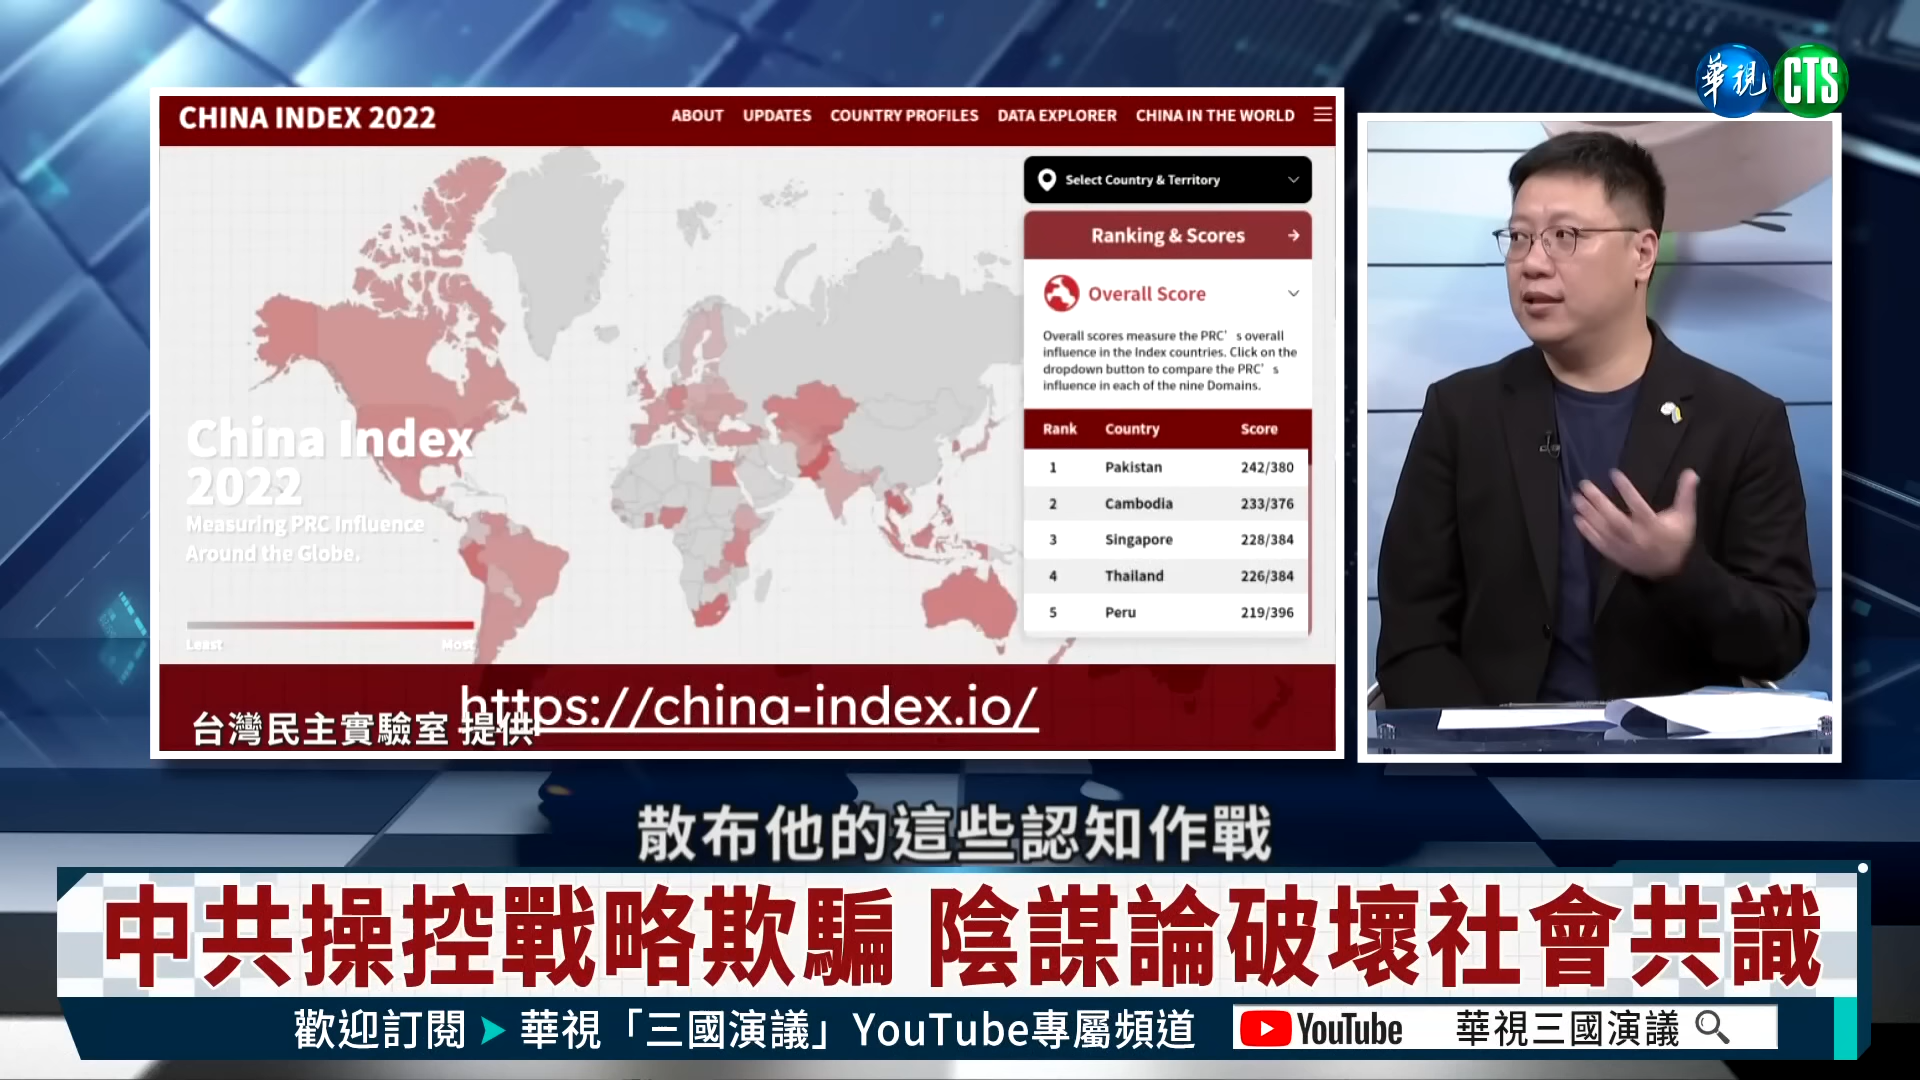 華視 CTS
CHINA INDEX 2022
ABOUT UPDATES COUNTRY PROFILES DATA EXPLORER CHINA IN THE WORLD
Select Country & Territory
Ranking & Scores
Overall Score
Overall scores measure the PRC's overall
influence in the Index countries. Click on the
dropdown button to compare the PRC's
influence in each of the nine Domains.
Rank Country Score
1 Pakistan 242/380
2 Cambodia 233/376
3 Singapore 228/384
4 Thailand 226/384
5 Peru 219/396
China Index
2022
Measuring PRC Influence
Around the Globe.
Least Most
https://china-index.io/
台灣民主實驗室 提供
散布他的這些認知作戰
中共操控戰略欺騙 陰謀論破壞社會共識
歡迎訂閱 華視「三國演議」YouTube專屬頻道
YouTube 華視三國演議